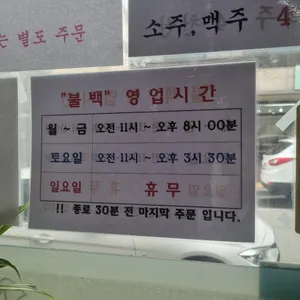 는 별도 주문
소주, 맥주 4
"불백" 영업시간
월~금 오전 11시~오후 8시 00분
토요일 오전 11시~오후 3시 30분
일요일 휴무
!! 종료 30분 전 마지막 주문 입니다.